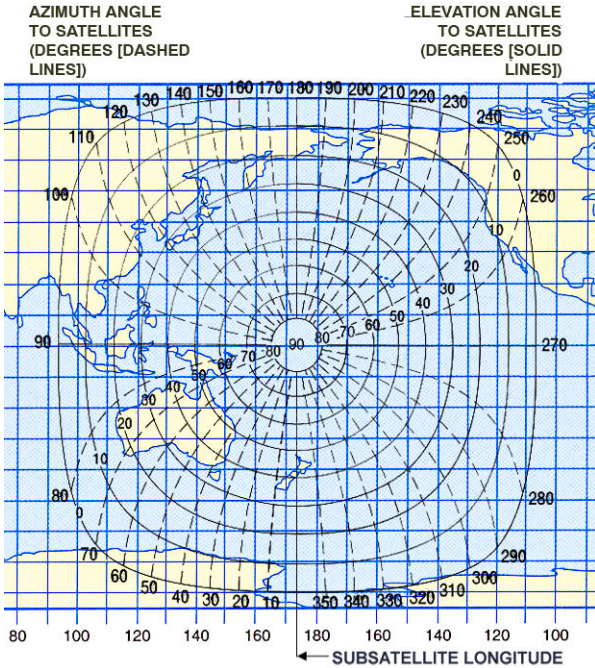 AZIMUTH ANGLE
TO SATELLITES
(DEGREES [DASHED
LINES])
ELEVATION ANGLE
TO SATELLITES
(DEGREES [SOLID
LINES])
130 140 150 160 170 180 190 200 210 220 230
120 240
110 250
0
100 260
10
20
30
40
50
60
70
80
90 80 90 270
70
60
50
40
30
20
10
80 280
0
70 290
60 300
50 310
40 30 20 10 350 340 330 320
80 100 120 140 160 180 160 140 120 100
SUBSATELLITE LONGITUDE